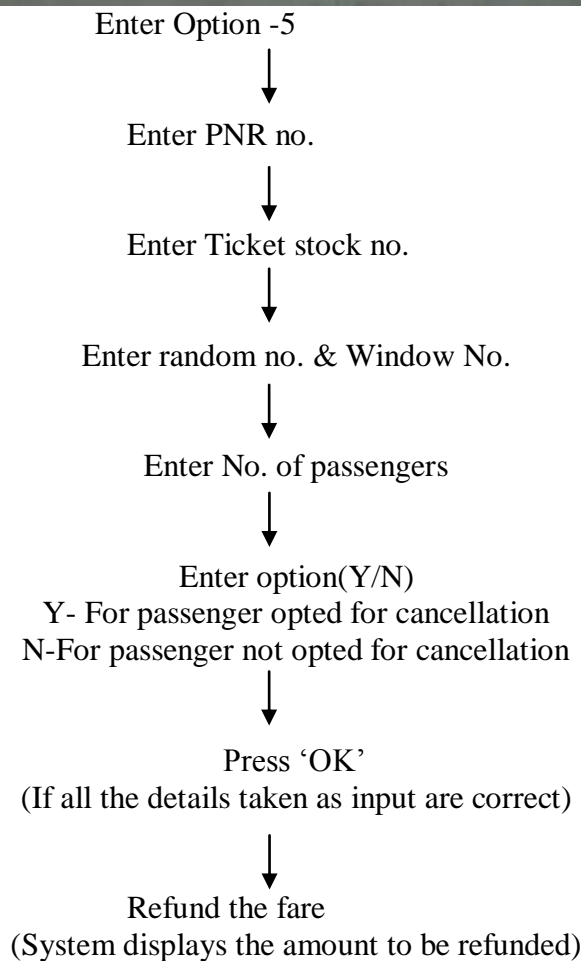 Enter Option -5
Enter PNR no.
Enter Ticket stock no.
Enter random no. & Window No.
Enter No. of passengers
Enter option(Y/N)
Y- For passenger opted for cancellation
N-For passenger not opted for cancellation
Press ‘OK’
(If all the details taken as input are correct)
Refund the fare
(System displays the amount to be refunded)